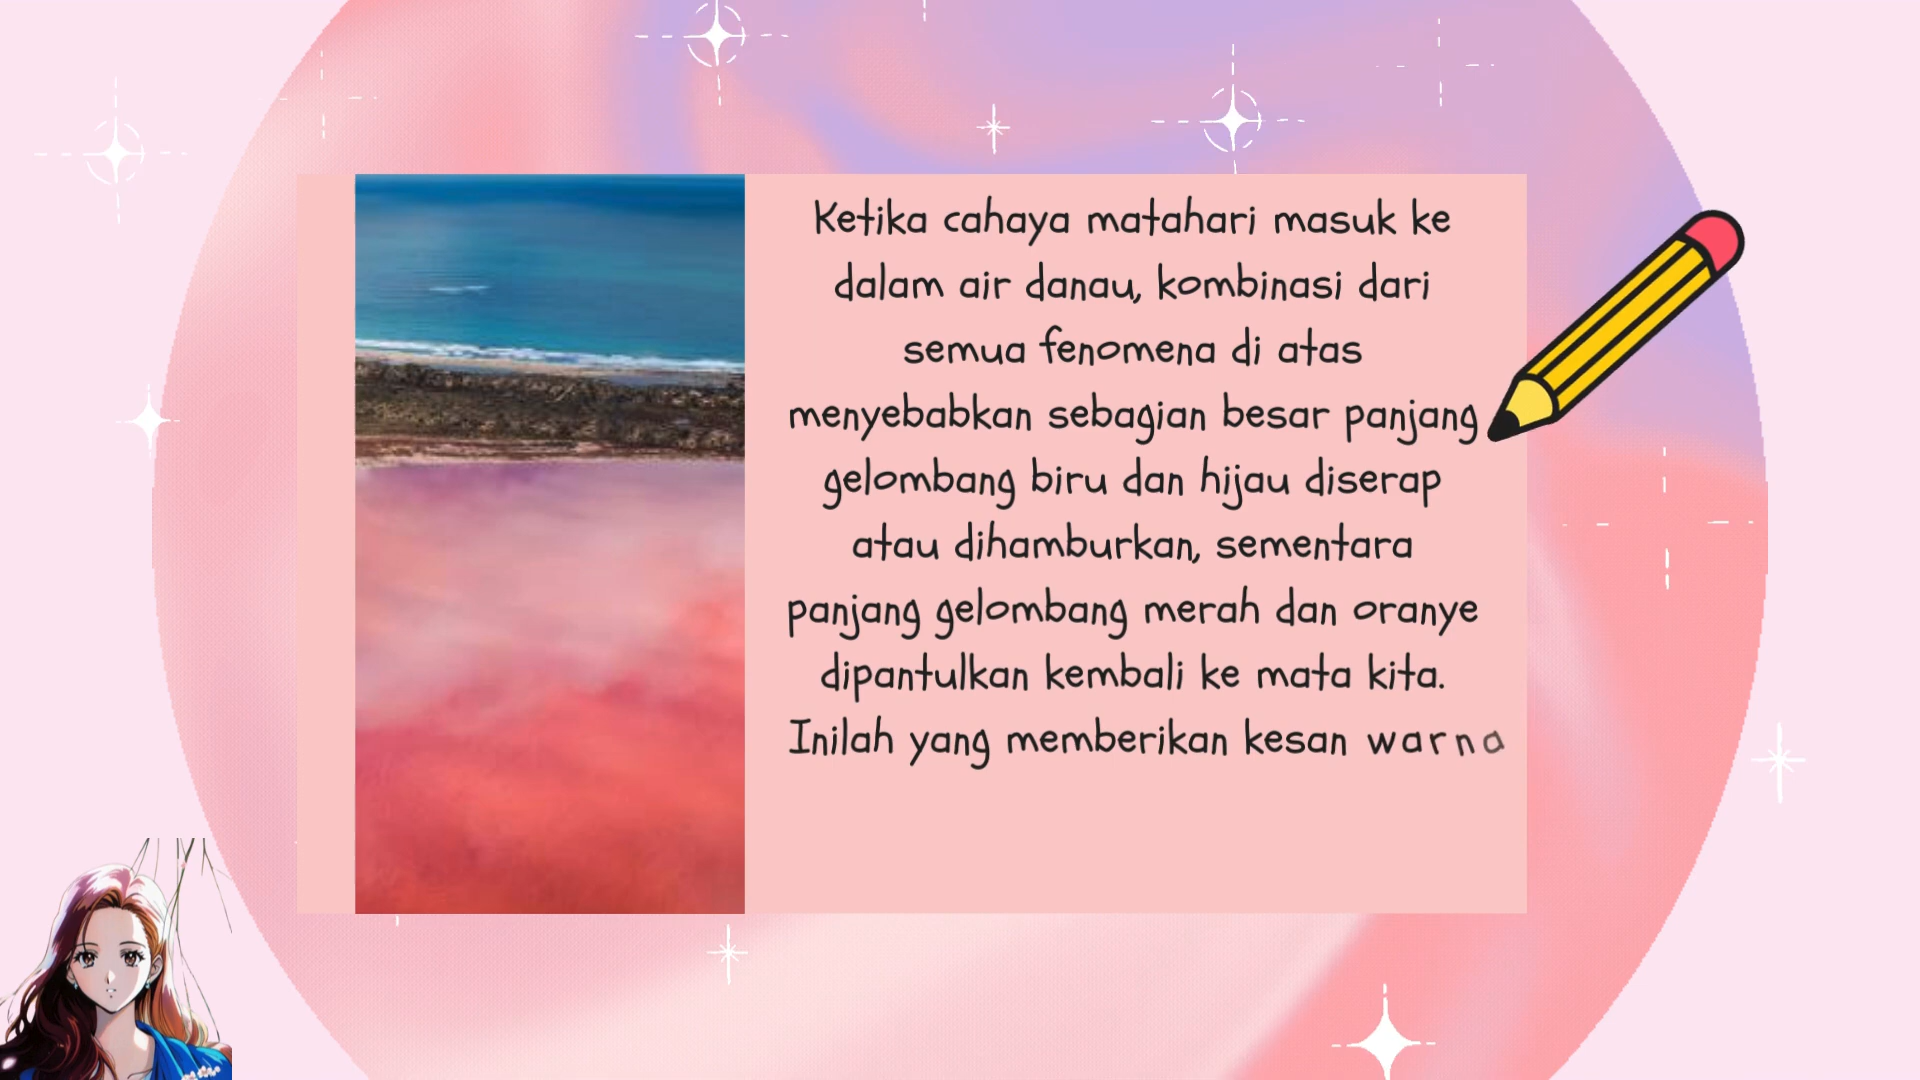 Ketika cahaya matahari masuk ke
dalam air danau, kombinasi dari
semua fenomena di atas
menyebabkan sebagian besar panjang
gelombang biru dan hijau diserap
atau dihamburkan, sementara
panjang gelombang merah dan oranye
dipantulkan kembali ke mata kita.
Inilah yang memberikan kesan warna